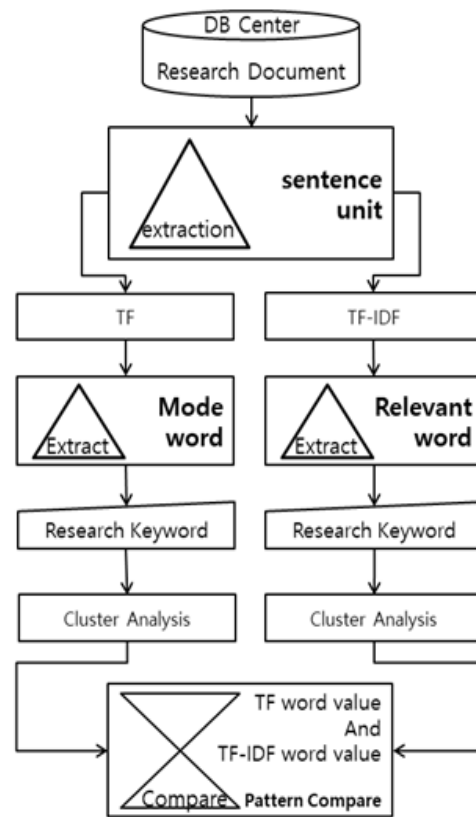 DB Center
Research Document
sentence
unit
extraction
TF
TF-IDF
Mode
word
Extract
Relevant
word
Extract
Research Keyword
Research Keyword
Cluster Analysis
Cluster Analysis
TF word value
And
TF-IDF word value
Compare
Pattern Compare